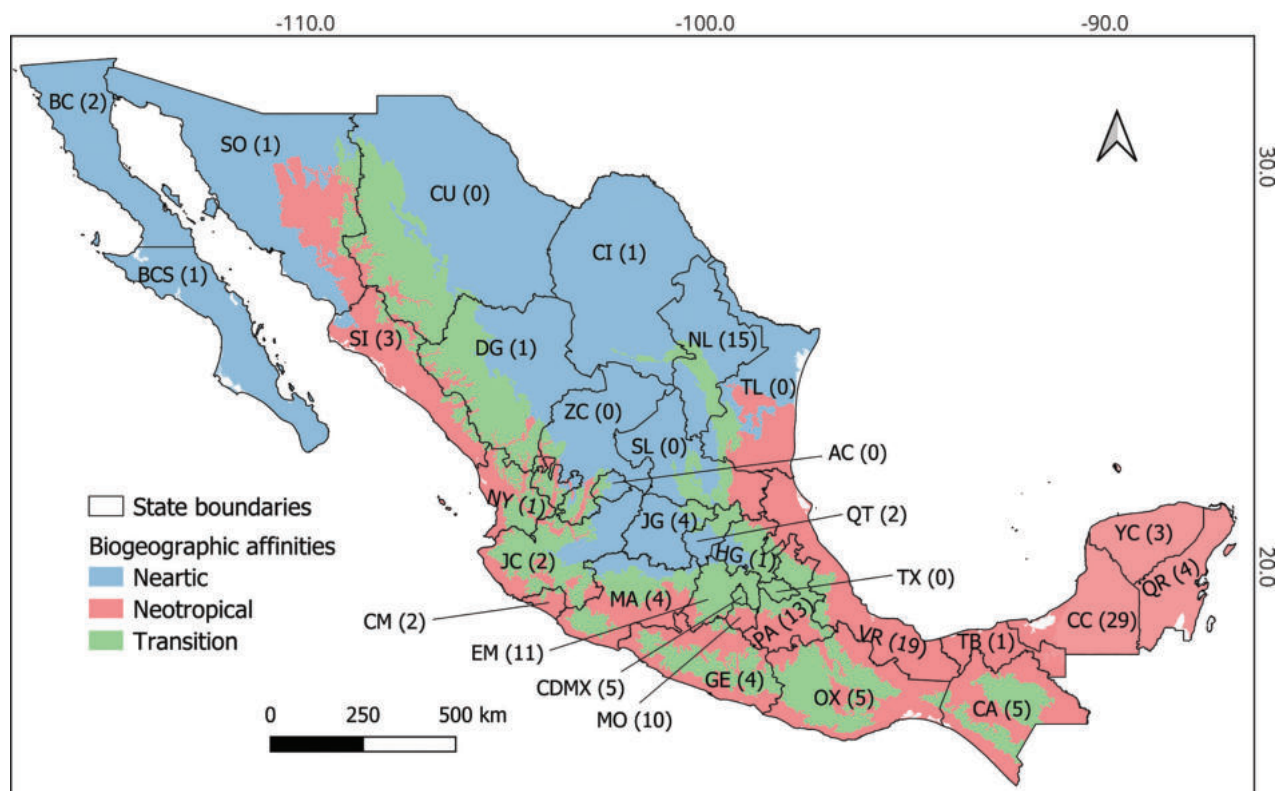 -110.0
-100.0
-90.0
BC (2)
SO (1)
30.0
CU (0)
CI (1)
BCS (1)
SI (3)
DG (1)
NL (15)
TL (0)
ZC (0)
SL (0)
AC (0)
NY (1)
State boundaries
JG (4)
QT (2)
YC (3)
Biogeographic affinities
HG (1)
20.0
Neartic
JC (2)
TX (0)
QR (4)
Neotropical
MA (4)
CM (2)
PA (13)
CC (29)
Transition
VR (19)
TB (1)
EM (11)
CDMX (5)
GE (4)
OX (5)
CA (5)
MO (10)
0
250
500 km